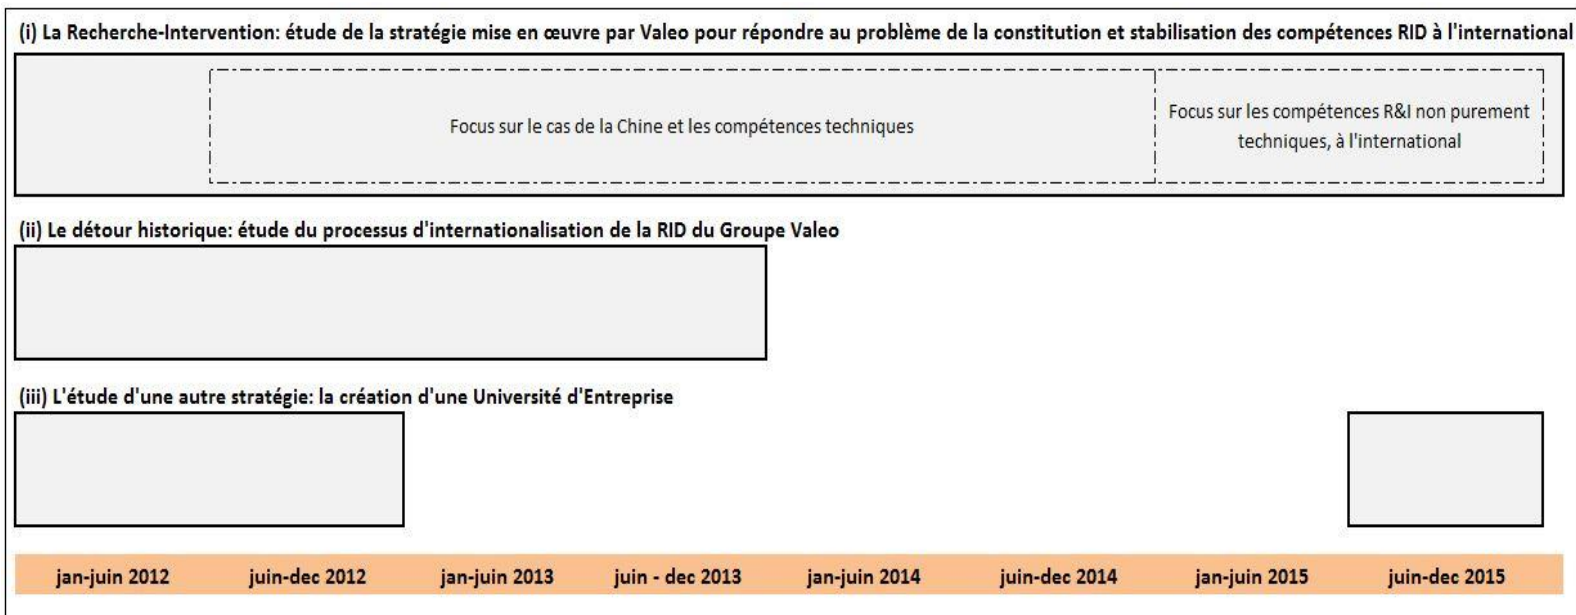 (i) La Recherche-Intervention: étude de la stratégie mise en œuvre par Valeo pour répondre au problème de la constitution et stabilisation des compétences RID à l'international
Focus sur le cas de la Chine et les compétences techniques
Focus sur les compétences R&I non purement
techniques, à l'international
(ii) Le détour historique: étude du processus d'internationalisation de la RID du Groupe Valeo
(iii) L'étude d'une autre stratégie: la création d'une Université d'Entreprise
jan-juin 2012 juin-dec 2012 jan-juin 2013 juin - dec 2013 jan-juin 2014 juin-dec 2014 jan-juin 2015 juin-dec 2015